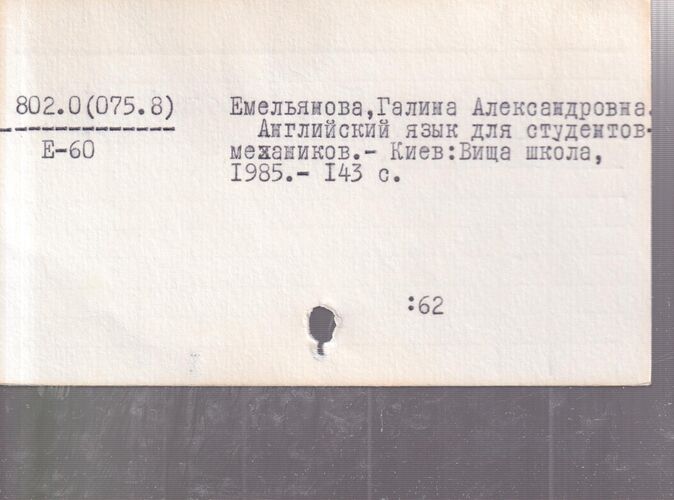 802.0(075.8)
Е-60
Емельянова,Галина Александровна.
Английский язык для студентов-
механиков.- Киев:Вища школа,
1985.- 143 с.
:62